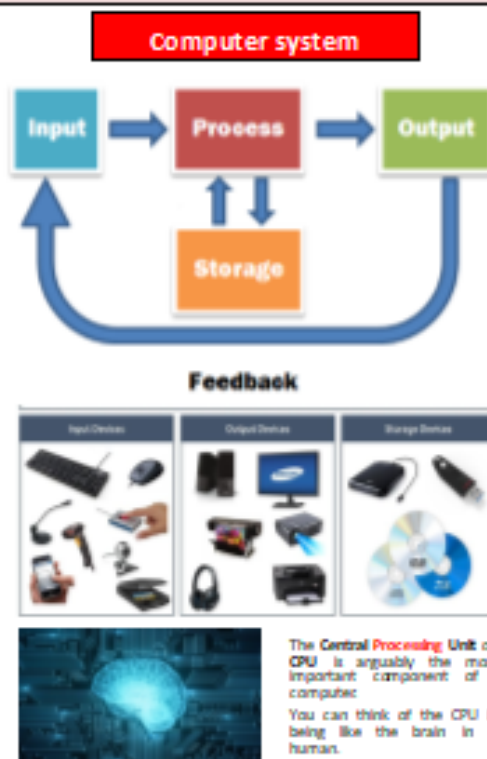 Computer system
Input
Process
Output
Storage
Feedback
Input Devices
Output Devices
Storage Devices
The Central Processing Unit
CPU is arguably the
important component of
computer.
You can think of the CPU
being like the brain in
human.